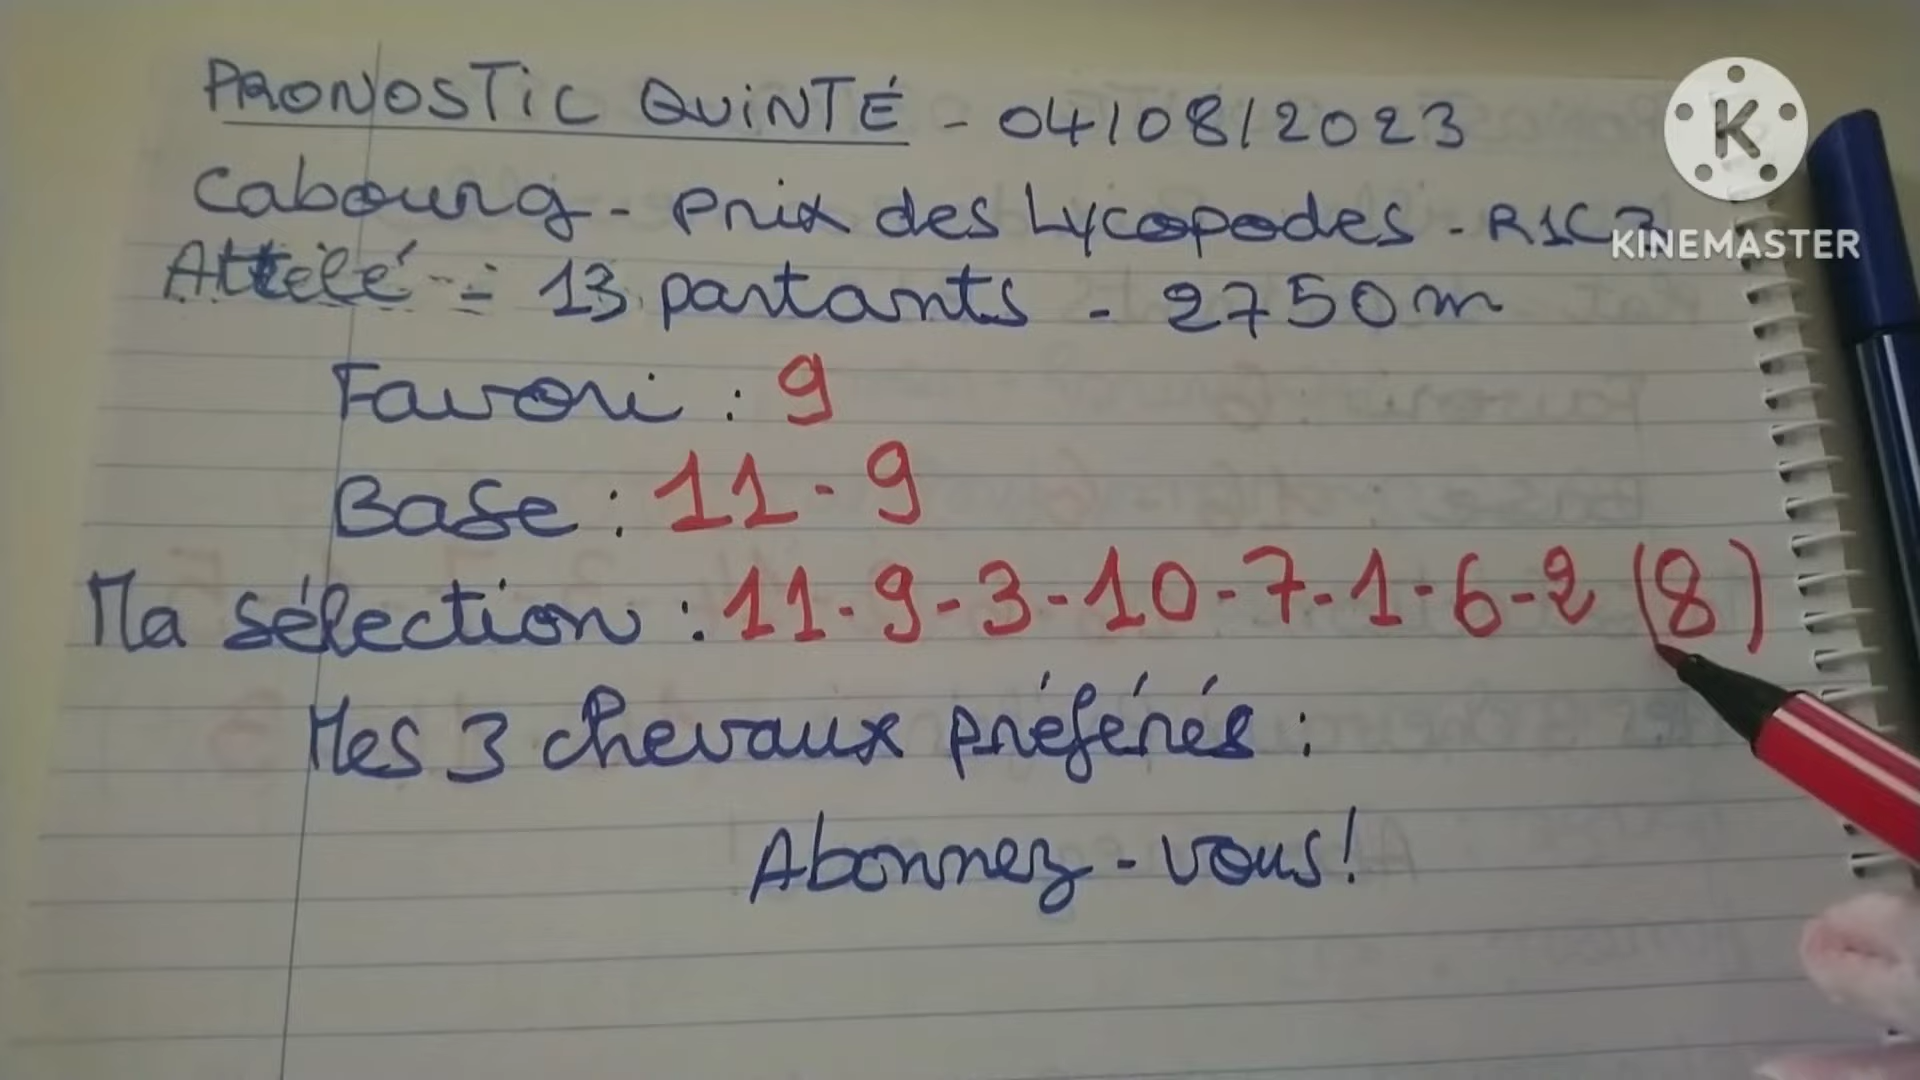 PRONOSTIC QUINTÉ - 04/08/2023
Cabourg - Prix des Lycopodes - R1C
Attelé - 13 partants - 2750m
Favori : 9
Base : 11 - 9
Ma sélection : 11 - 9 - 3 - 10 - 7 - 1 - 6 - 2 (8)
Mes 3 chevaux préférés :
Abonnez-vous!
K
KINEMASTER